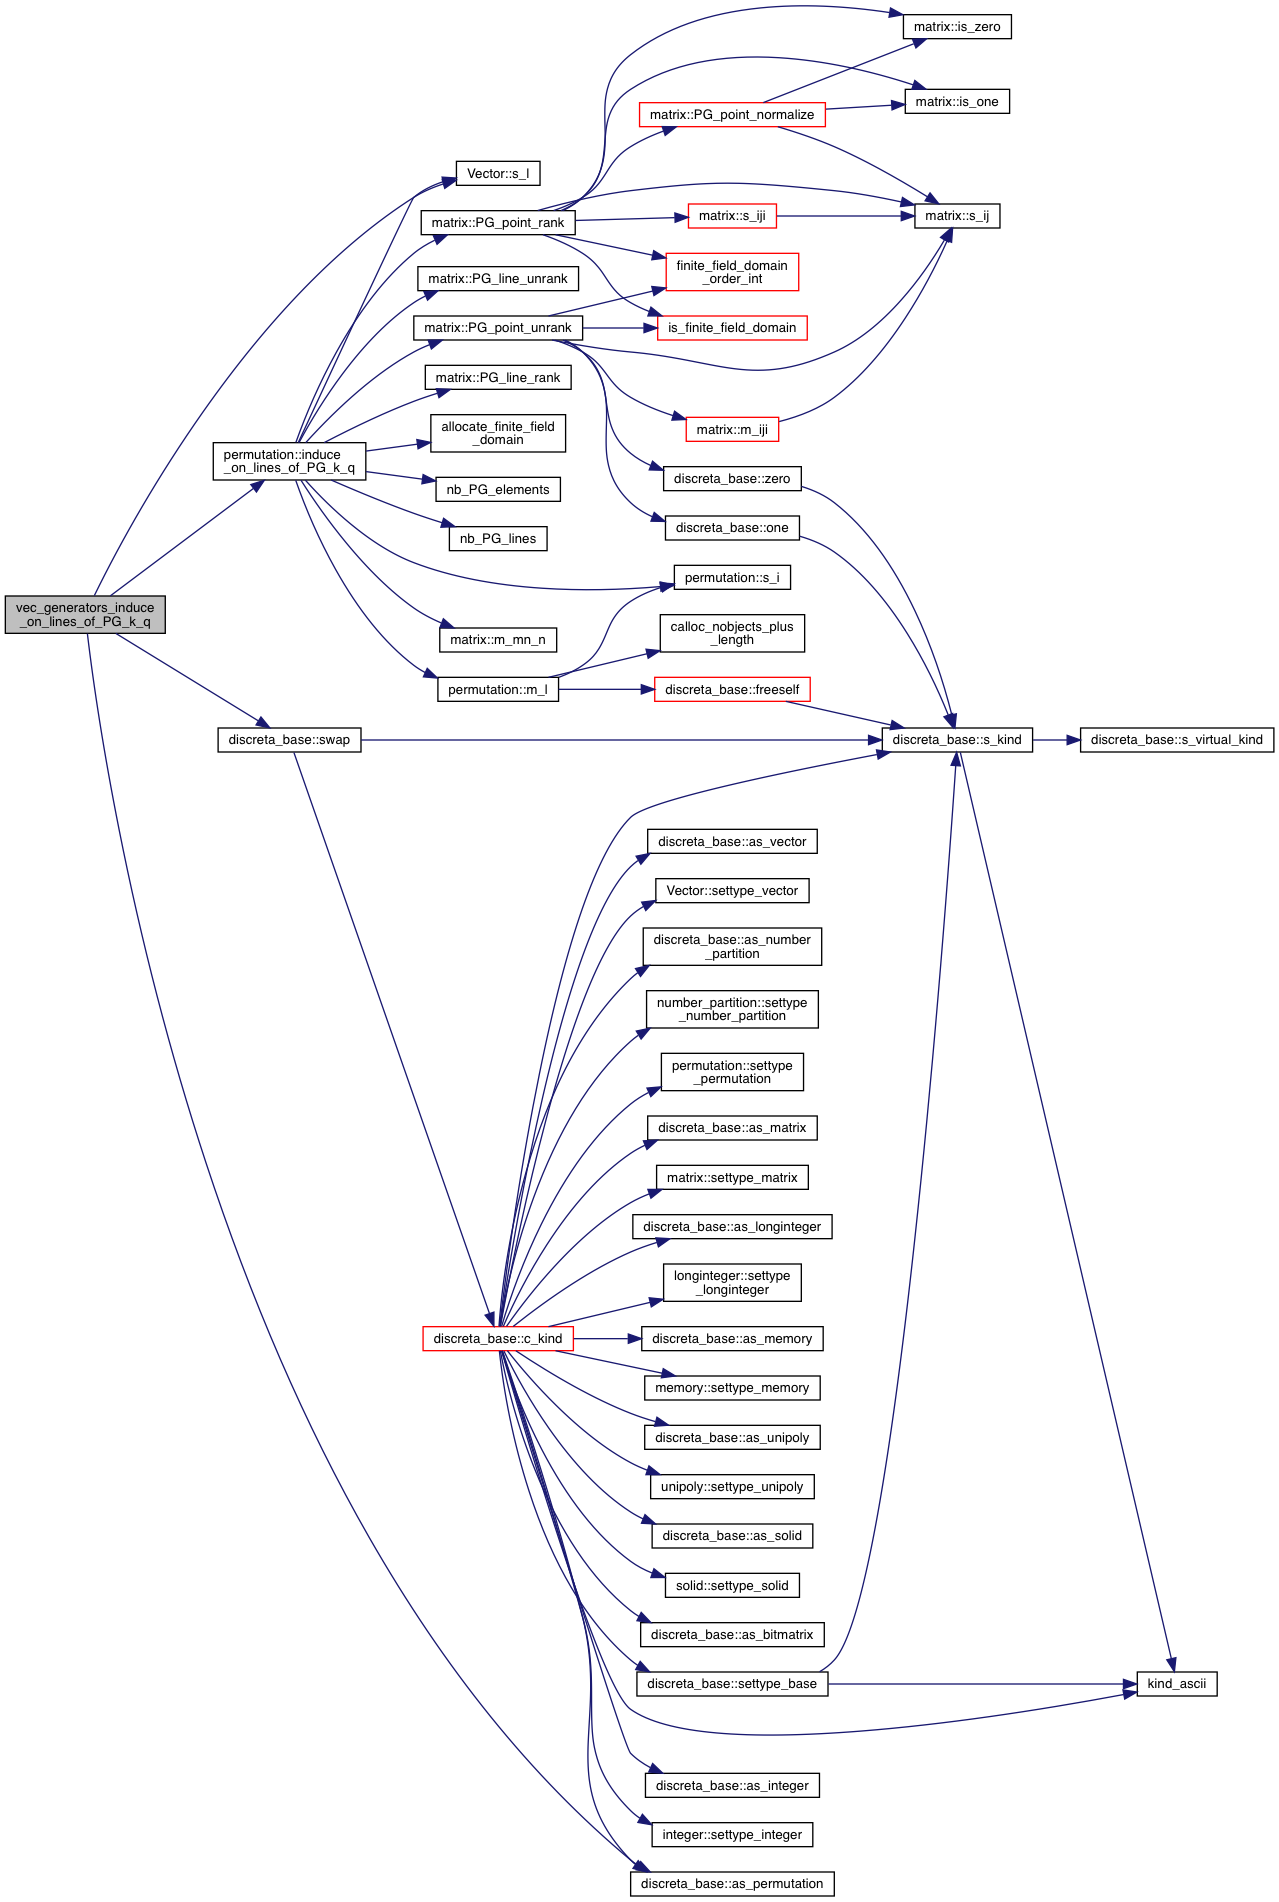 matrix::is_zero
matrix::is_one
matrix::PG_point_normalize
Vector::s_l
matrix::PG_point_rank
matrix::s_iji
matrix::s_ij
matrix::PG_line_unrank
finite_field_domain
_order_int
matrix::PG_point_unrank
is_finite_field_domain
matrix::PG_line_rank
allocate_finite_field
_domain
matrix::m_iji
permutation::induce
_on_lines_of_PG_k_q
discreta_base::zero
nb_PG_elements
discreta_base::one
nb_PG_lines
permutation::s_i
vec_generators_induce
_on_lines_of_PG_k_q
calloc_nobjects_plus
_length
matrix::m_mn_n
permutation::m_l
discreta_base::freeself
discreta_base::swap
discreta_base::s_kind
discreta_base::s_virtual_kind
discreta_base::as_vector
Vector::settype_vector
discreta_base::as_number
_partition
number_partition::settype
_number_partition
permutation::settype
_permutation
discreta_base::as_matrix
matrix::settype_matrix
discreta_base::as_longinteger
longinteger::settype
_longinteger
discreta_base::c_kind
discreta_base::as_memory
memory::settype_memory
discreta_base::as_unipoly
unipoly::settype_unipoly
discreta_base::as_solid
solid::settype_solid
discreta_base::as_bitmatrix
discreta_base::settype_base
kind_ascii
discreta_base::as_integer
integer::settype_integer
discreta_base::as_permutation